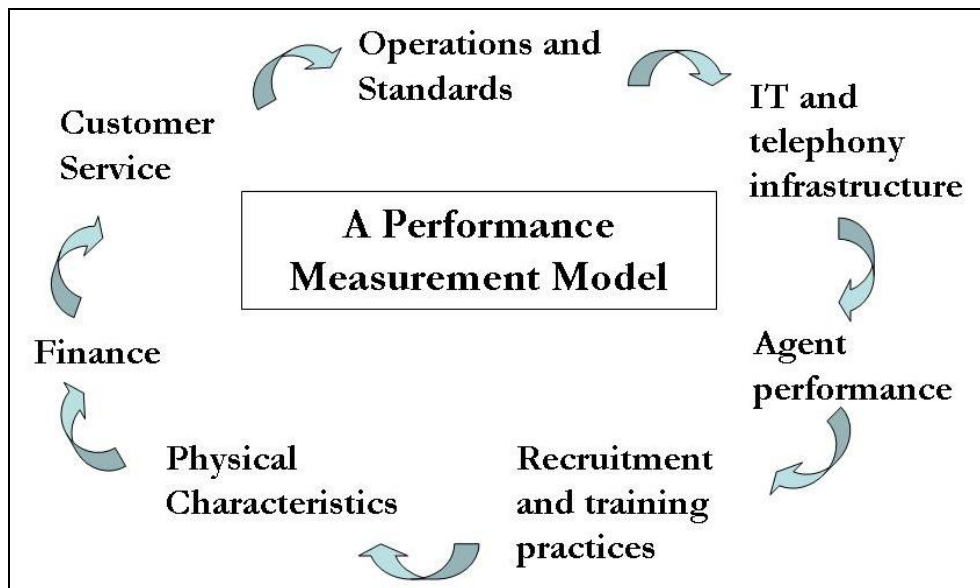 Operations and
Standards
IT and
telephony
infrastructure
Customer
Service
A Performance
Measurement Model
Finance
Agent
performance
Physical
Characteristics
Recruitment
and training
practices